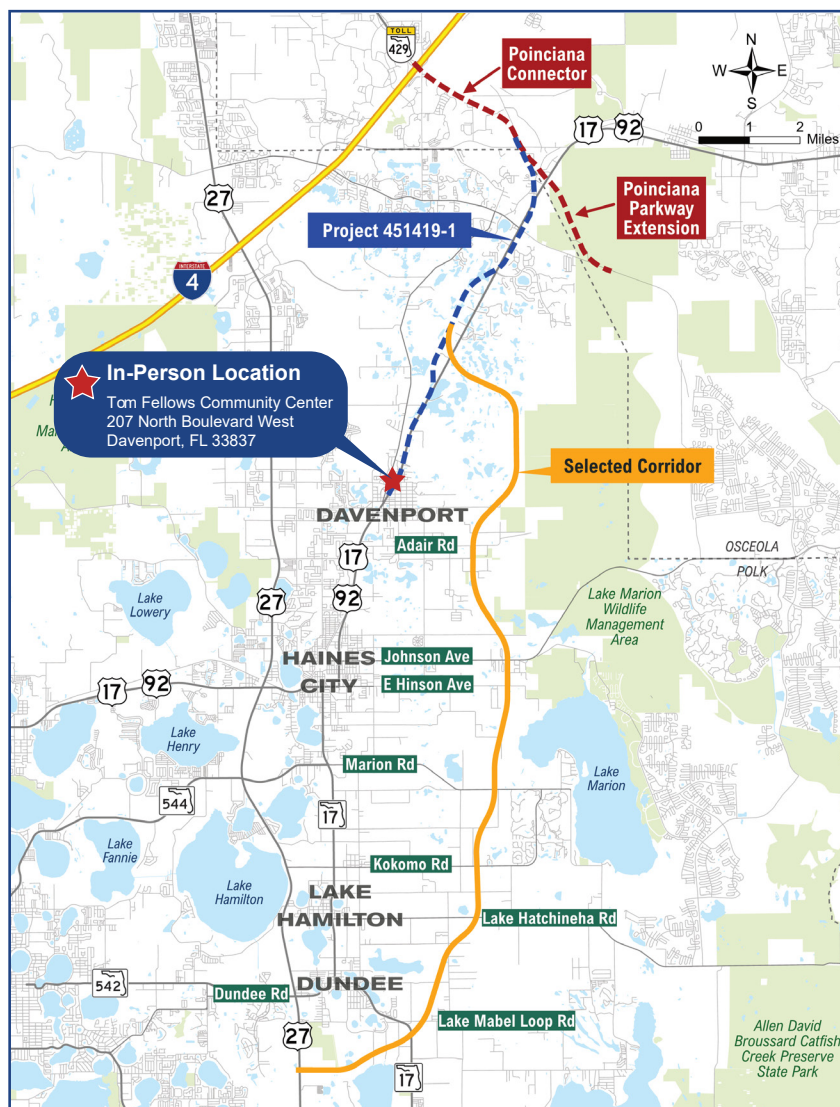 TOLL
429
Poinciana
Connector
N
W E
S
0 1 2
Miles
17 92
27
Project 451419-1
Poinciana
Parkway
Extension
INTERSTATE
4
In-Person Location
Tom Fellows Community Center
207 North Boulevard West
Davenport, FL 33837
Selected Corridor
DAVENPORT
17
Adair Rd
OSCEOLA
POLK
92
27
Lake
Lowery
Lake Marion
Wildlife
Management
Area
HAINES
CITY
Johnson Ave
E Hinson Ave
17 92
Lake
Henry
Marion Rd
Lake
Marion
544
17
Lake
Fannie
Kokomo Rd
Lake
Hamilton
LAKE
HAMILTON
Lake Hatchineha Rd
542
DUNDEE
Dundee Rd
Lake Mabel Loop Rd
27
17
Allen David
Broussard Catfish
Creek Preserve
State Park